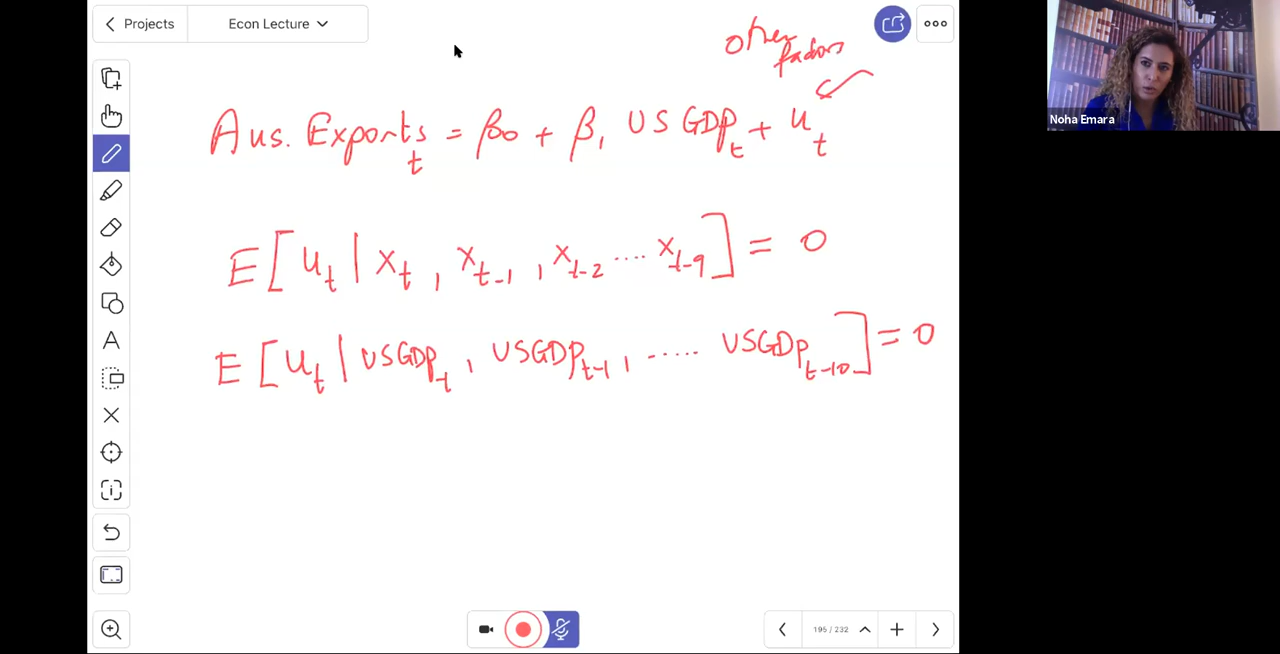 Projects
Econ Lecture
other factors
Aus. Exports_t = β₀ + β₁ US GDP_t + u_t
E[u_t | x_t, x_t-1, x_t-2 .... x_t-9] = 0
E[u_t | USGDP_t, USGDP_t-1, ..... USGDP_t-10] = 0
Noha Emara
A
195 / 232